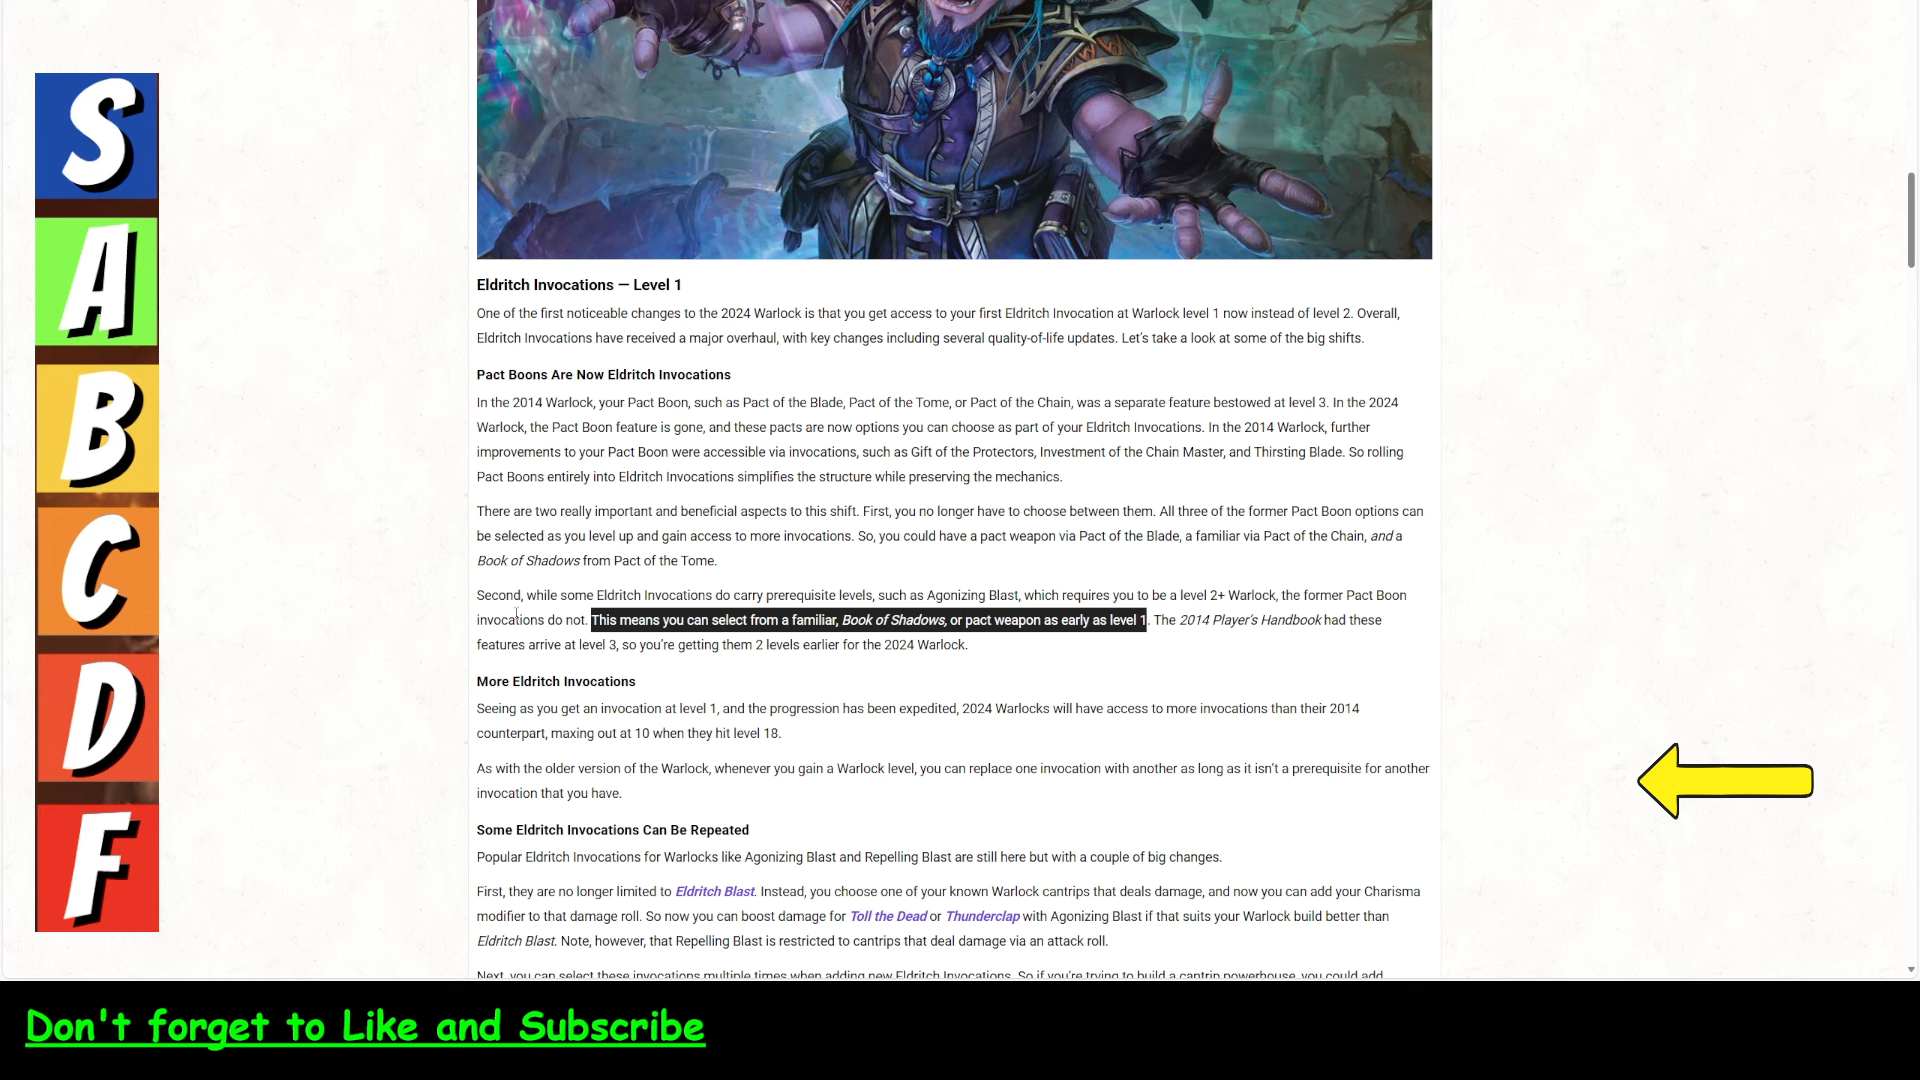 S
A
B
C
D
F
Eldritch Invocations — Level 1
One of the first noticeable changes to the 2024 Warlock is that you get access to your first Eldritch Invocation at Warlock level 1 now instead of level 2. Overall,
Eldritch Invocations have received a major overhaul, with key changes including several quality-of-life updates. Let's take a look at some of the big shifts.
Pact Boons Are Now Eldritch Invocations
In the 2014 Warlock, your Pact Boon, such as Pact of the Blade, Pact of the Tome, or Pact of the Chain, was a separate feature bestowed at level 3. In the 2024
Warlock, the Pact Boon feature is gone, and these pacts are now options you can choose as part of your Eldritch Invocations. In the 2014 Warlock, further
improvements to your Pact Boon were accessible via invocations, such as Gift of the Protectors, Investment of the Chain Master, and Thirsting Blade. So rolling
Pact Boons entirely into Eldritch Invocations simplifies the structure while preserving the mechanics.
There are two really important and beneficial aspects to this shift. First, you no longer have to choose between them. All three of the former Pact Boon options can
be selected as you level up and gain access to more invocations. So, you could have a pact weapon via Pact of the Blade, a familiar via Pact of the Chain, and a
Book of Shadows from Pact of the Tome.
Second, while some Eldritch Invocations do carry prerequisite levels, such as Agonizing Blast, which requires you to be a level 2+ Warlock, the former Pact Boon
invocations do not. This means you can select from a familiar, Book of Shadows, or pact weapon as early as level 1. The 2014 Player's Handbook had these
features arrive at level 3, so you're getting them 2 levels earlier for the 2024 Warlock.
More Eldritch Invocations
Seeing as you get an invocation at level 1, and the progression has been expedited, 2024 Warlocks will have access to more invocations than their 2014
counterpart, maxing out at 10 when they hit level 18.
As with the older version of the Warlock, whenever you gain a Warlock level, you can replace one invocation with another as long as it isn't a prerequisite for another
invocation that you have.
Some Eldritch Invocations Can Be Repeated
Popular Eldritch Invocations for Warlocks like Agonizing Blast and Repelling Blast are still here but with a couple of big changes.
First, they are no longer limited to Eldritch Blast. Instead, you choose one of your known Warlock cantrips that deals damage, and now you can add your Charisma
modifier to that damage roll. So now you can boost damage for Toll the Dead or Thunderclap with Agonizing Blast if that suits your Warlock build better than
Eldritch Blast. Note, however, that Repelling Blast is restricted to cantrips that deal damage via an attack roll.
Next, you can select these invocations multiple times when adding new Eldritch Invocations. So if you're trying to build a cantrip powerhouse, you could add
Don't forget to Like and Subscribe